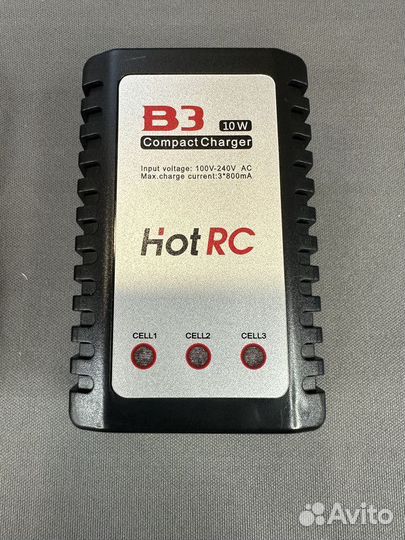 B3 10W
Compact Charger
Input voltage: 100V-240V AC
Max.charge current:3*800mA
HotRC
CELL1 CELL2 CELL3
Avito